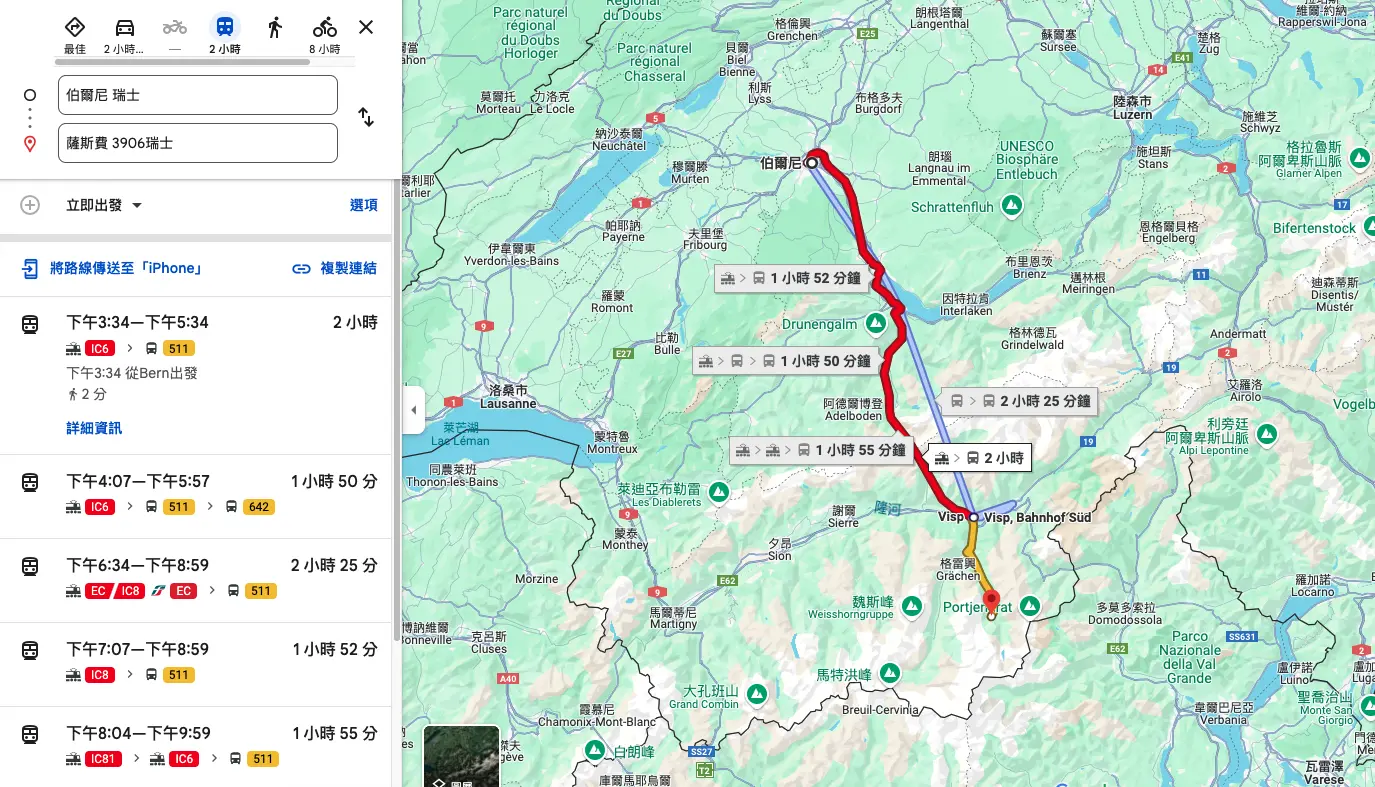 最佳
2 小時...
—
2 小時
8 小時
伯爾尼 瑞士
薩斯費 3906瑞士
立即出發
選項
將路線傳送至「iPhone」
複製連結
下午3:34—下午5:34
2 小時
IC6 > 511
下午3:34 從Bern出發
2 分
詳細資訊
下午4:07—下午5:57
1 小時 50 分
IC6 > 511 > 642
下午6:34—下午8:59
2 小時 25 分
EC / IC8 EC > 511
下午7:07—下午8:59
1 小時 52 分
IC8 > 511
下午8:04—下午9:59
1 小時 55 分
IC81 > IC6 > 511
Parc naturel
régional
du Doubs
Horloger
Régional
du Doubs
格倫興
Grenchen
E25
朗根塔爾
Langenthal
蘇爾塞
Sursee
楚格
Zug
E41
14
維爾-約納
Rapperswil-Jona
Parc naturel
régional
Chasseral
貝爾
Biel
Bienne
利斯
Lyss
布格多夫
Burgdorf
莫爾托
Morteau
力洛克
Le Locle
陸森市
Luzern
施維芝
Schwyz
5
納沙泰爾
Neuchâtel
穆爾滕
Murten
伯爾尼
朗瑙
Langnau im
Emmental
UNESCO
Biosphäre
Entlebuch
施坦斯
Stans
2
格拉魯斯
阿爾卑斯山脈
Glarner Alpen
17
Schrattenfluh
1
帕耶訥
Payerne
夫里堡
Fribourg
恩格爾貝格
Engelberg
Bifertenstock
伊韋爾東
Yverdon-les-Bains
布里恩茨
Brienz
邁林根
Meiringen
11
迪森蒂斯
Disentis/
Mustér
1 小時 52 分鐘
羅蒙
Romont
因特拉肯
Interlaken
9
Drunengalm
格林德瓦
Grindelwald
Andermatt
2
比勒
Bulle
E27
1 小時 50 分鐘
19
洛桑市
Lausanne
1
萊芒湖
Lac Léman
阿德爾博登
Adelboden
2 小時 25 分鐘
艾羅洛
Airolo
Vogelb
蒙特魯
Montreux
1 小時 55 分鐘
2 小時
19
利旁廷
阿爾卑斯山脈
Alpi Lepontine
同農萊班
Thonon-les-Bains
萊迪亞布勒雷
Les Diablerets
9
謝爾
Sierre
隆河
Visp
Visp, Bahnhof Süd
蒙泰
Monthey
夕昂
Sion
格雷興
Grächen
Morzine
E62
9
馬爾蒂尼
Martigny
魏斯峰
Weisshorngruppe
Portjengrat
多莫多索拉
Domodossola
羅加諾
Locarno
克呂斯
Cluses
E62
SS631
Parco
Nazionale
della Val
Grande
2
盧伊諾
Luino
A40
馬特洪峰
大孔班山
Grand Combin
Breuil-Cervinia
霞慕尼
Chamonix-Mont-Blanc
韋爾巴尼亞
Verbania
聖喬治山
Monte San
Giorgio
白朗峰
SS27
T2
庫爾馬耶烏爾
瓦雷澤
Varese